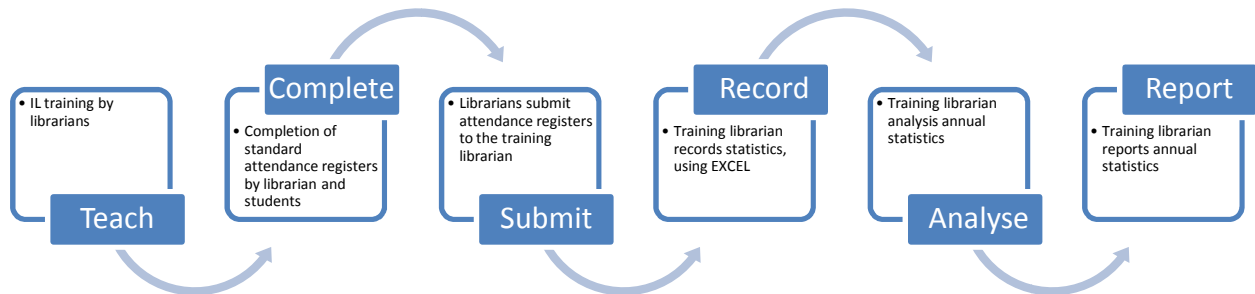 • IL training by
librarians
Teach
Complete
• Completion of
standard
attendance registers
by librarian and
students
• Librarians submit
attendance registers
to the training
librarian
Submit
Record
• Training librarian
records statistics,
using EXCEL
• Training librarian
analysis annual
statistics
Analyse
Report
• Training librarian
reports annual
statistics